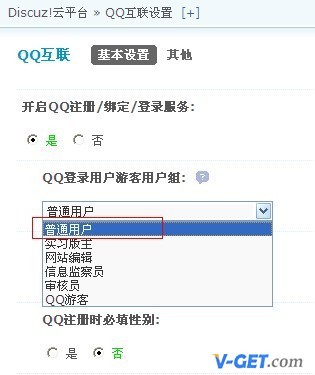 Discuz!云平台 » QQ互联设置 [+]
QQ互联 基本设置 其他
开启QQ注册/绑定/登录服务:
是 否
QQ登录用户游客用户组: ?
普通用户
普通用户
实习版主
网站编辑
信息监察员
审核员
QQ游客
QQ注册时必填性别:
是 否
V-GET.com